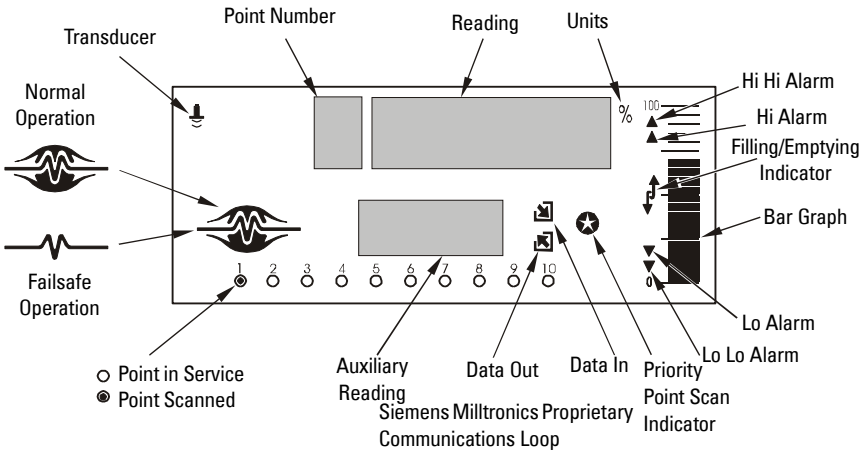 Point Number
Reading
Units
Transducer
Normal
Operation
Hi Hi Alarm
Hi Alarm
Filling/Emptying
Indicator
Bar Graph
%
100
0
1 2 3 4 5 6 7 8 9 10
Failsafe
Operation
Lo Alarm
Lo Lo Alarm
Point in Service
Point Scanned
Auxiliary
Reading
Data Out
Data In
Priority
Point Scan
Indicator
Siemens Milltronics Proprietary
Communications Loop